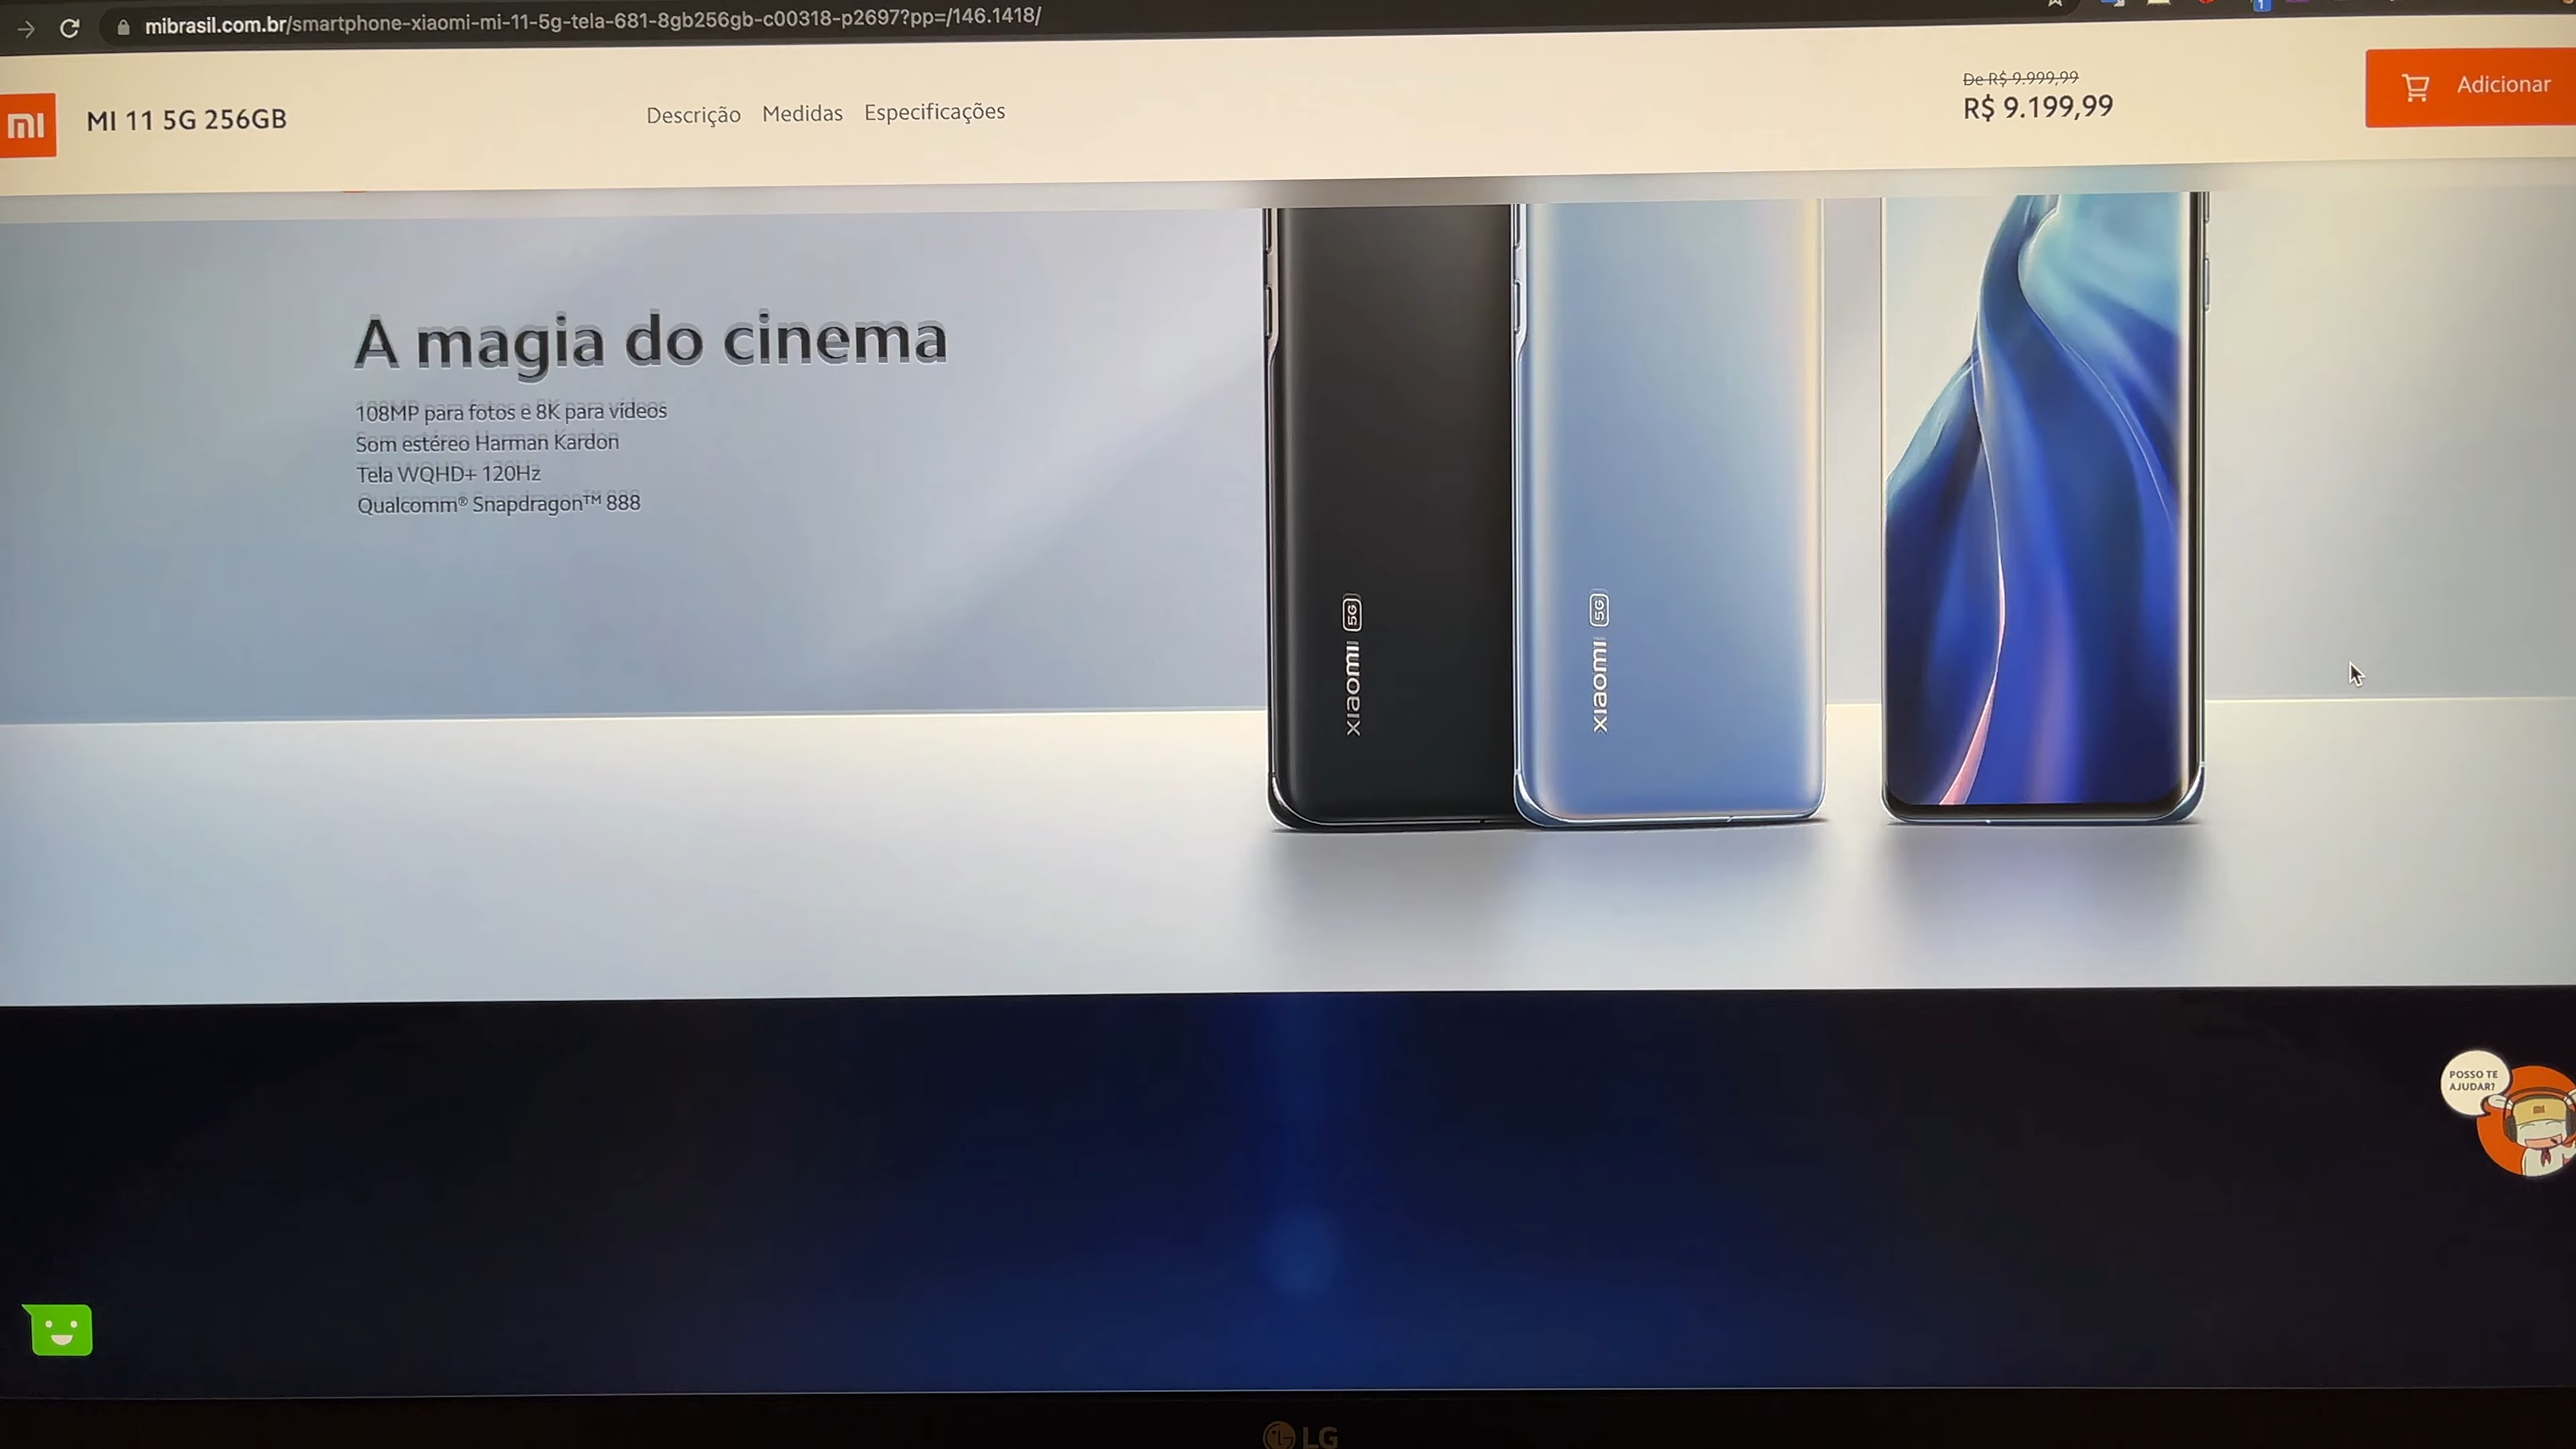 mibrasil.com.br/smartphone-xiaomi-mi-11-5g-tela-681-8gb256gb-c00318-p2697?pp=/146.1418/
De R$ 9.999,99
mi
MI 11 5G 256GB
Descrição Medidas Especificações
R$ 9.199,99
Adicionar
A magia do cinema
108MP para fotos e 8K para vídeos
Som estéreo Harman Kardon
Tela WQHD+ 120Hz
Qualcomm® Snapdragon™ 888
xiaomi 5G
xiaomi 5G
POSSO TE
AJUDAR?
mi
LG
1